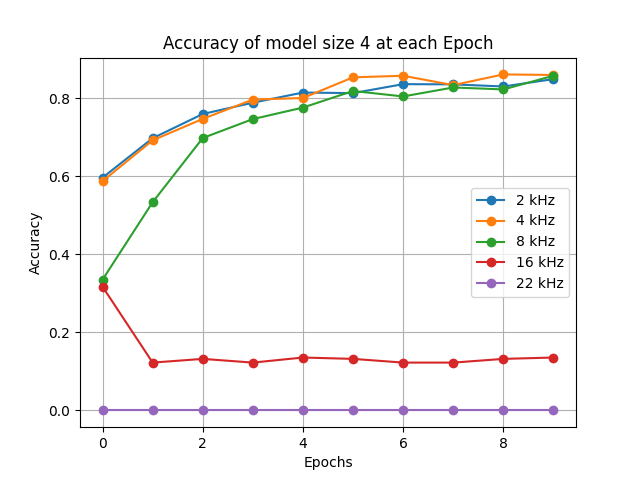 Accuracy of model size 4 at each Epoch
Accuracy
0.8
0.6
0.4
0.2
0.0
2 kHz
4 kHz
8 kHz
16 kHz
22 kHz
0
2
4
6
8
Epochs